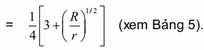 = 1/4 [3 + (R/r)^{1/2}] (xem Bảng 5).